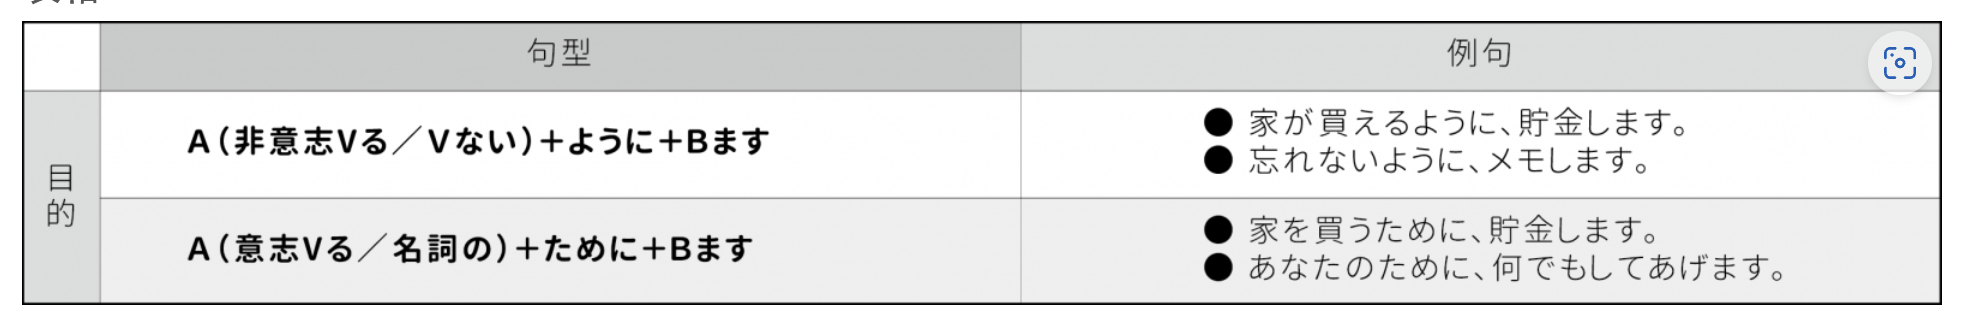 句型
例句
目的
A(非意志Vる/Vない)+ように+Bます
● 家が買えるように、貯金します。
● 忘れないように、メモします。
A(意志Vる/名詞の)+ために+Bます
● 家を買うために、貯金します。
● あなたのために、何でもしてあげます。